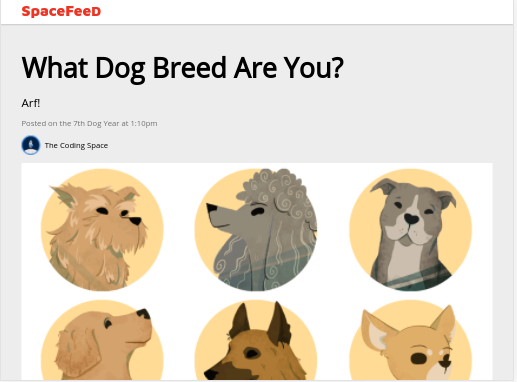 SpaceFeeD
What Dog Breed Are You?
Arf!
Posted on the 7th Dog Year at 1:10pm
The Coding Space